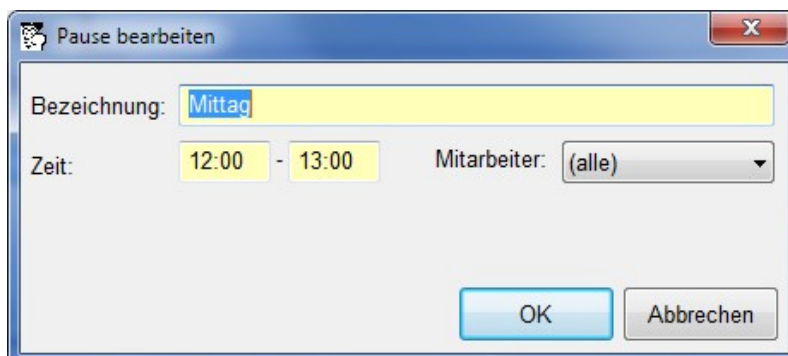 Pause bearbeiten
Bezeichnung: Mittag
Zeit: 12:00 - 13:00 Mitarbeiter: (alle)
OK Abbrechen